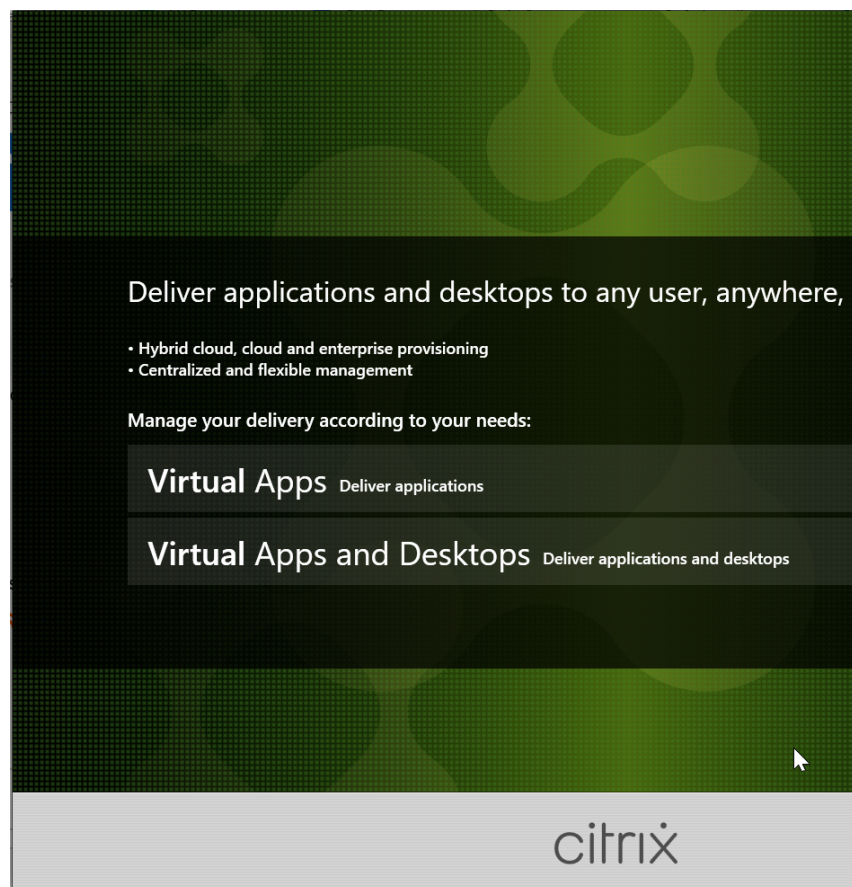 Deliver applications and desktops to any user, anywhere,
• Hybrid cloud, cloud and enterprise provisioning
• Centralized and flexible management
Manage your delivery according to your needs:
Virtual Apps Deliver applications
Virtual Apps and Desktops Deliver applications and desktops
citrix